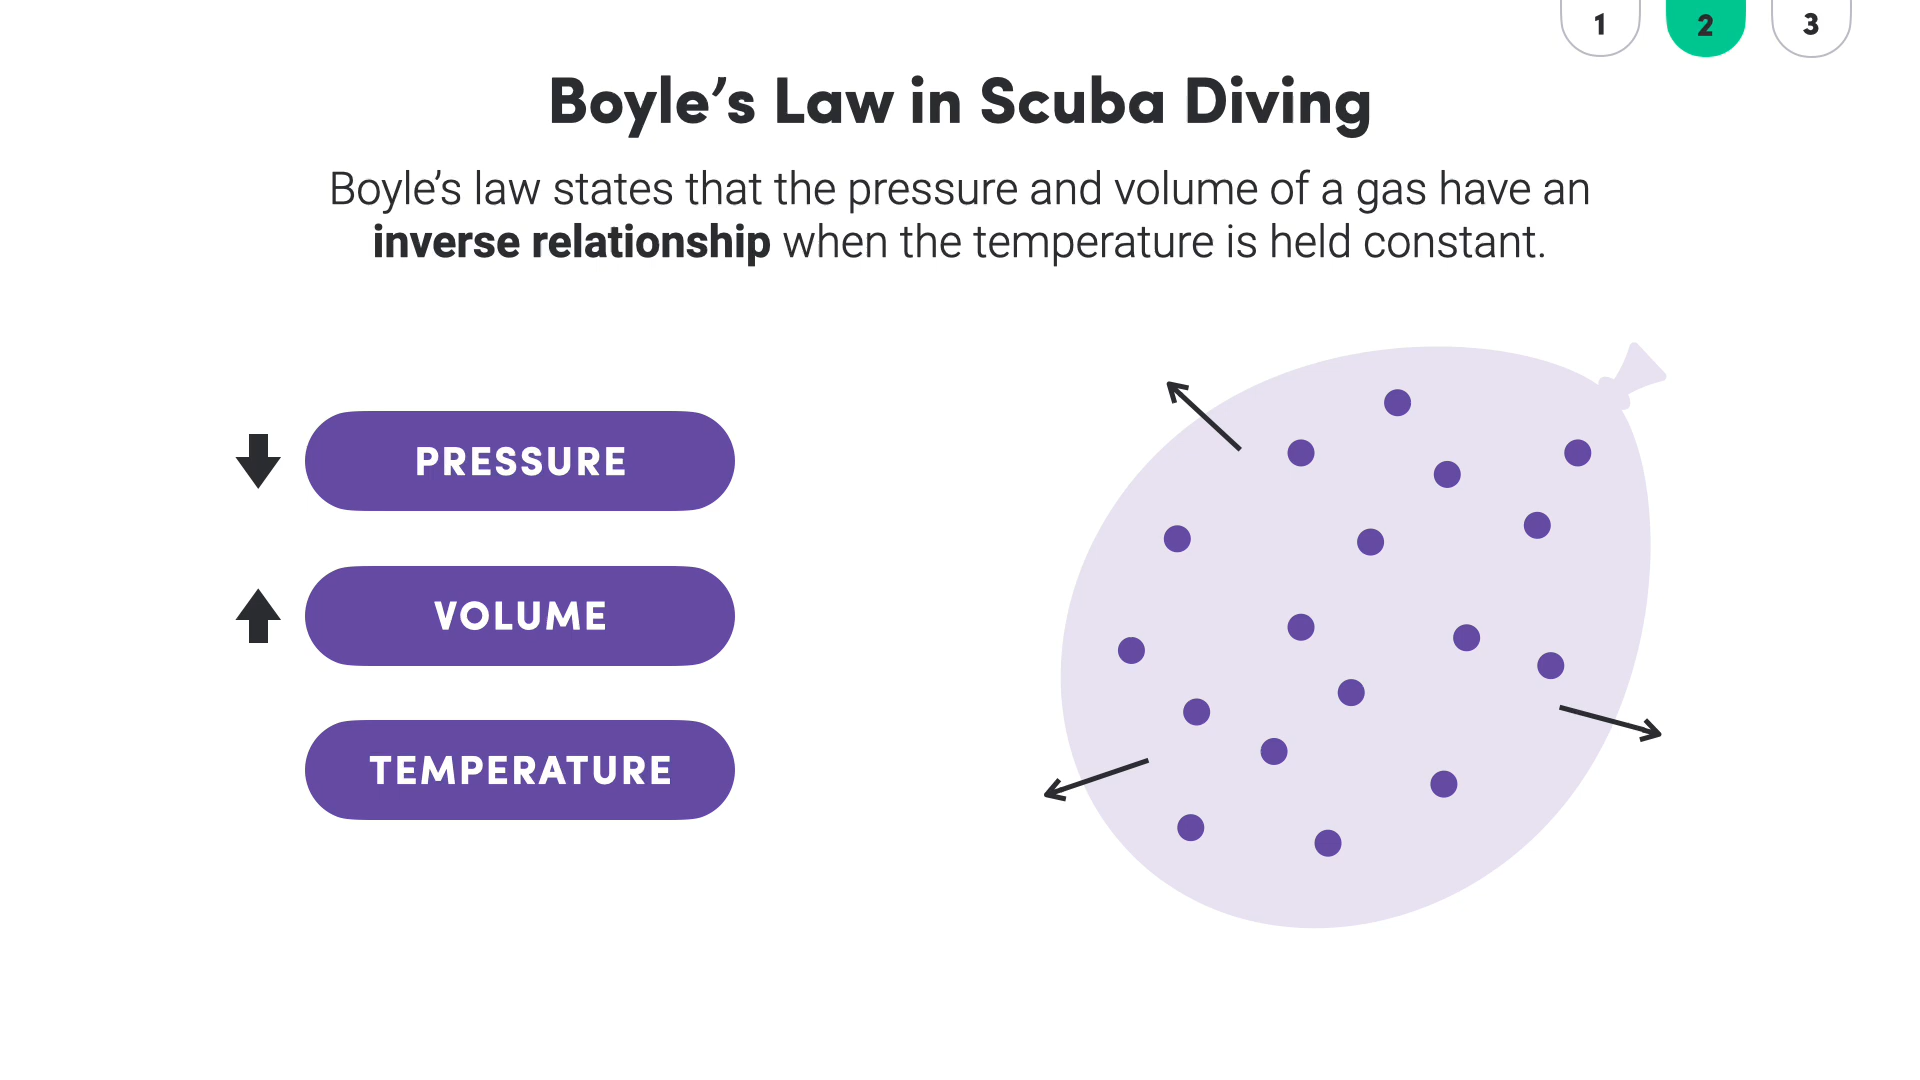 1 2 3
Boyle’s Law in Scuba Diving
Boyle’s law states that the pressure and volume of a gas have an
inverse relationship when the temperature is held constant.
PRESSURE
VOLUME
TEMPERATURE